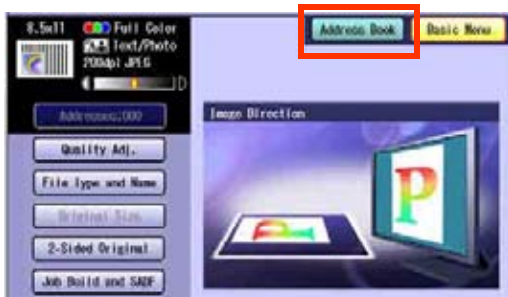 8.5x11 Full Color
Text/Photo
200dpi JPEG
D
Address Book
Basic Menu
Addresses:000
Quality Adj.
File Type and Name
Original Size
2-Sided Original
Job Build and SADF
Image Direction
P
P